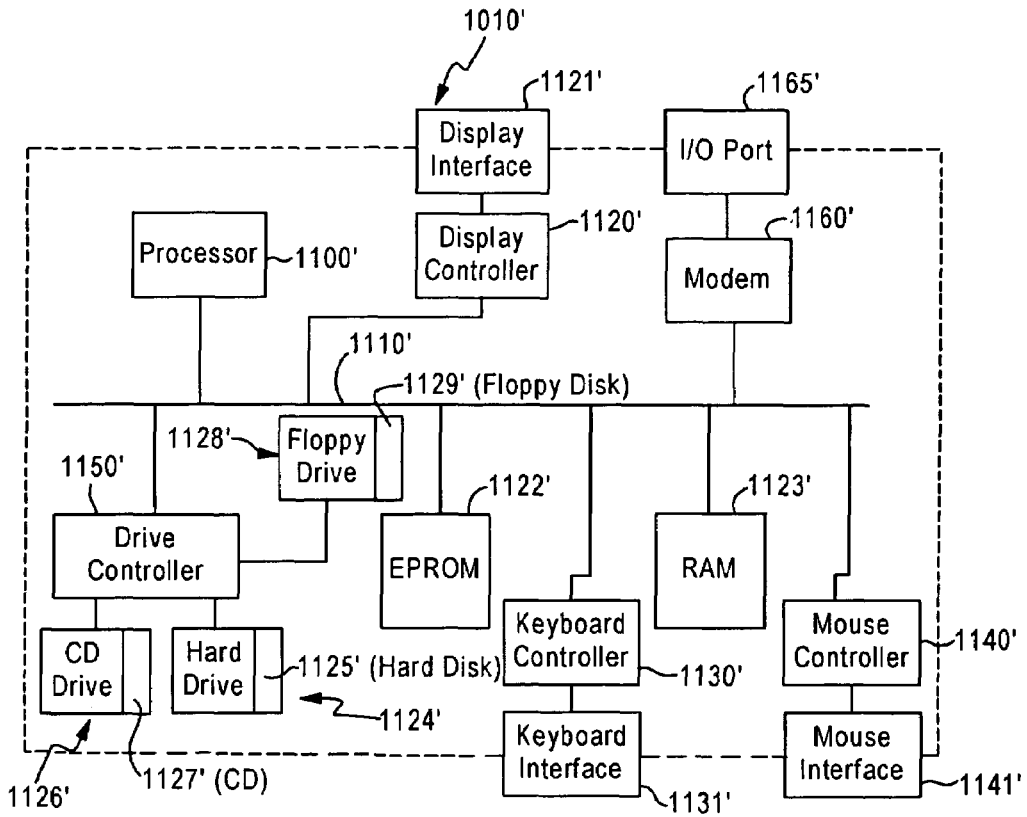 1010'
1121'
1165'
Display
Interface
I/O Port
1120'
1160'
Processor
1100'
Display
Controller
Modem
1110'
1129' (Floppy Disk)
1128'
Floppy
Drive
1150'
1122'
1123'
Drive
Controller
EPROM
RAM
CD
Drive
Hard
Drive
1125' (Hard Disk)
Keyboard
Controller
1130'
Mouse
Controller
1140'
1124'
1126'
1127' (CD)
Keyboard
Interface
1131'
Mouse
Interface
1141'